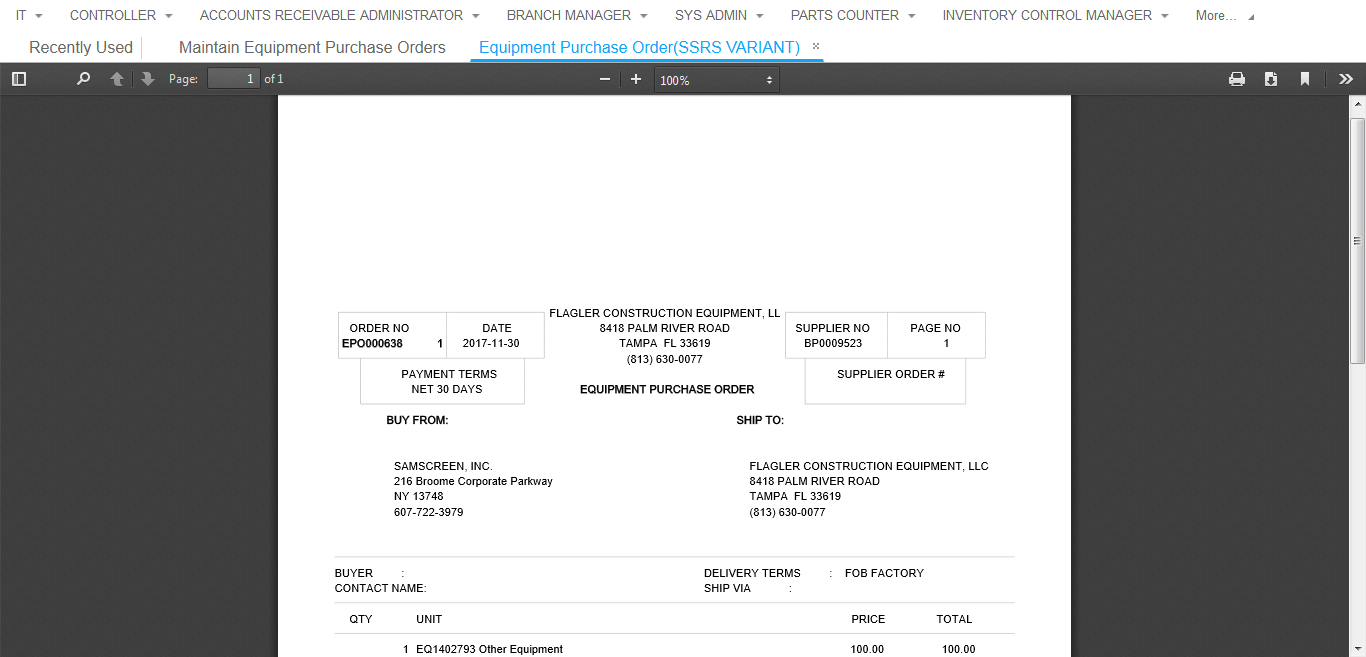 IT CONTROLLER ACCOUNTS RECEIVABLE ADMINISTRATOR BRANCH MANAGER SYS ADMIN PARTS COUNTER INVENTORY CONTROL MANAGER More...
Recently Used Maintain Equipment Purchase Orders Equipment Purchase Order(SSRS VARIANT) ×
Page: 1 of 1 100%
FLAGLER CONSTRUCTION EQUIPMENT, LL
ORDER NO DATE 8418 PALM RIVER ROAD SUPPLIER NO PAGE NO
EPO000638 1 2017-11-30 TAMPA FL 33619 BP0009523 1
(813) 630-0077
PAYMENT TERMS SUPPLIER ORDER #
NET 30 DAYS EQUIPMENT PURCHASE ORDER
BUY FROM: SHIP TO:
SAMSCREEN, INC. FLAGLER CONSTRUCTION EQUIPMENT, LLC
216 Broome Corporate Parkway 8418 PALM RIVER ROAD
NY 13748 TAMPA FL 33619
607-722-3979 (813) 630-0077
BUYER : DELIVERY TERMS : FOB FACTORY
CONTACT NAME: SHIP VIA :
QTY UNIT PRICE TOTAL
1 EQ1402793 Other Equipment 100.00 100.00